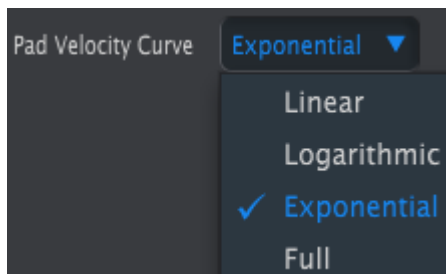 Pad Velocity Curve Exponential
Linear
Logarithmic
Exponential
Full